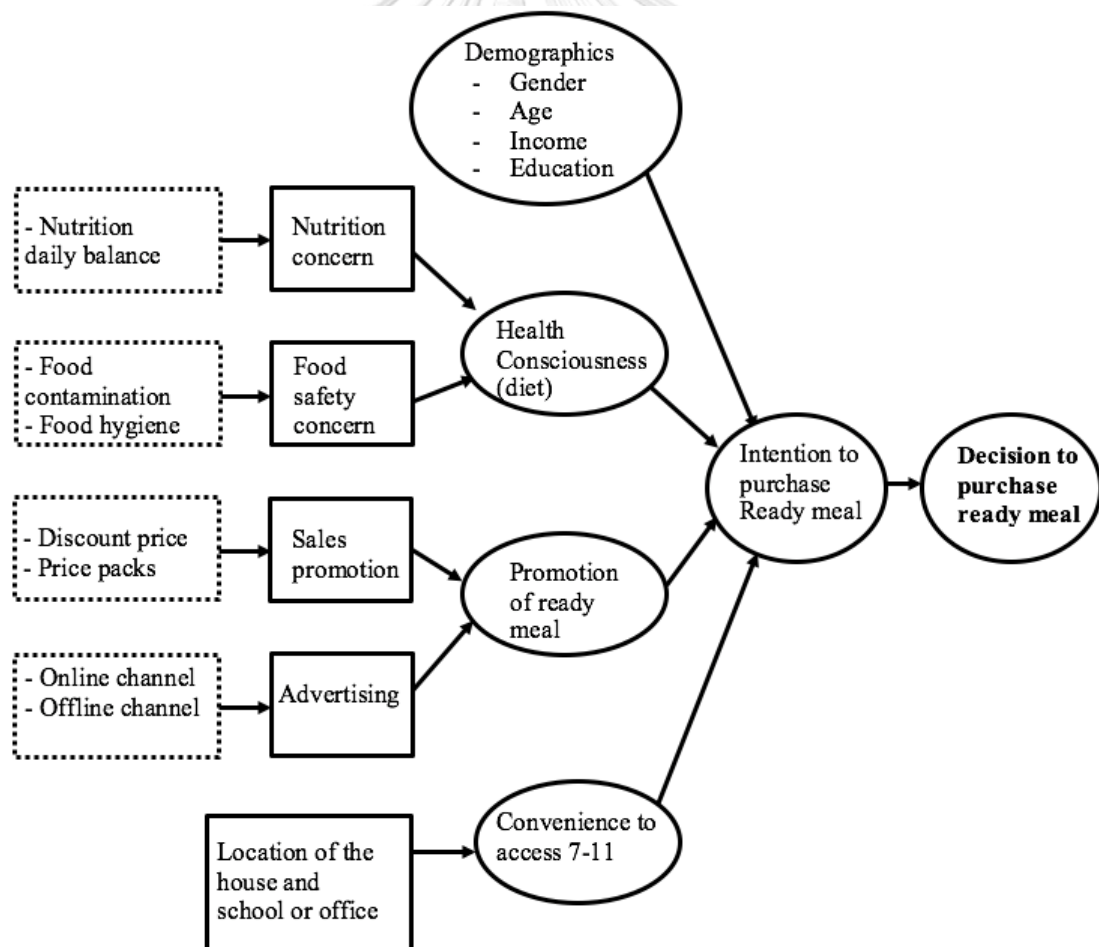 Demographics
- Gender
- Age
- Income
- Education
- Nutrition
daily balance
Nutrition
concern
- Food
contamination
- Food hygiene
Food
safety
concern
Health
Consciousness
(diet)
- Discount price
- Price packs
Sales
promotion
- Online channel
- Offline channel
Advertising
Promotion
of ready
meal
Location of the
house and
school or office
Convenience to
access 7-11
Intention to
purchase
Ready meal
Decision to
purchase
ready meal